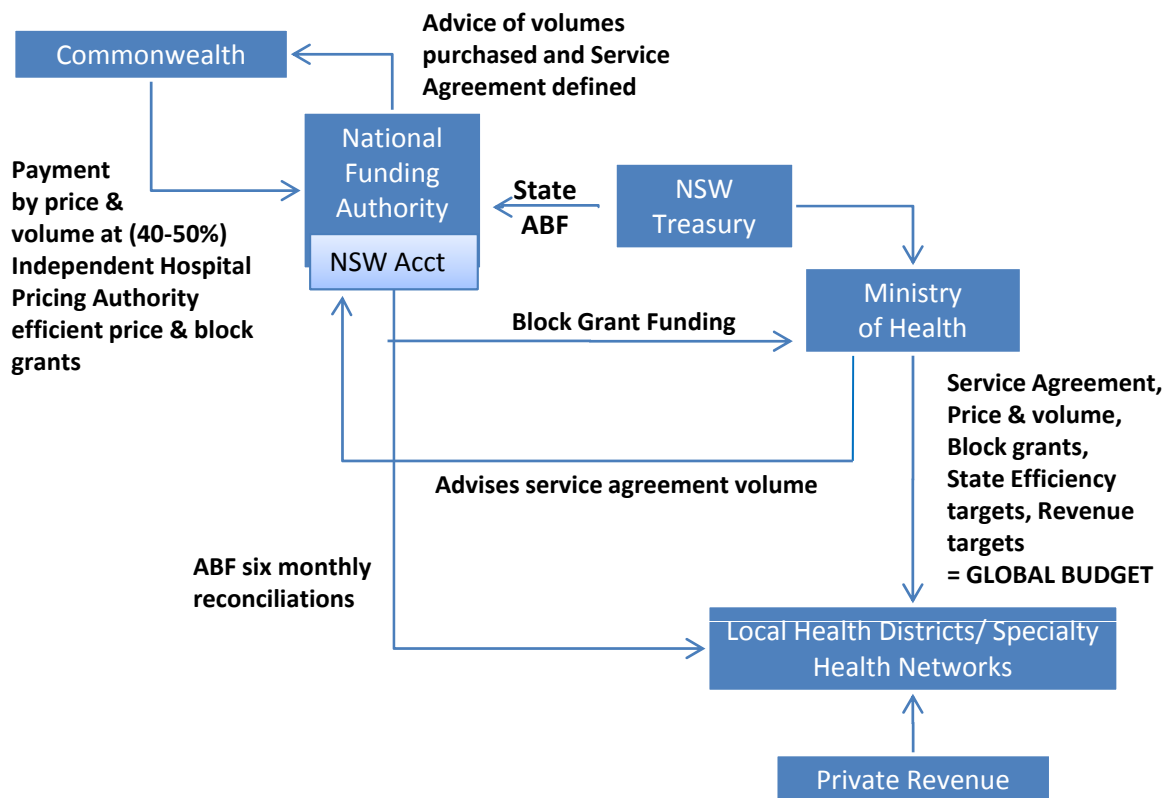 Advice of volumes
purchased and Service
Agreement defined
Commonwealth
National
Funding
Authority
NSW Acct
Payment
by price &
volume at (40-50%)
Independent Hospital
Pricing Authority
efficient price & block
grants
State
ABF
NSW
Treasury
Ministry
of Health
Block Grant Funding
Service Agreement,
Price & volume,
Block grants,
State Efficiency
targets, Revenue
targets
= GLOBAL BUDGET
Advises service agreement volume
ABF six monthly
reconciliations
Local Health Districts/ Specialty
Health Networks
Private Revenue